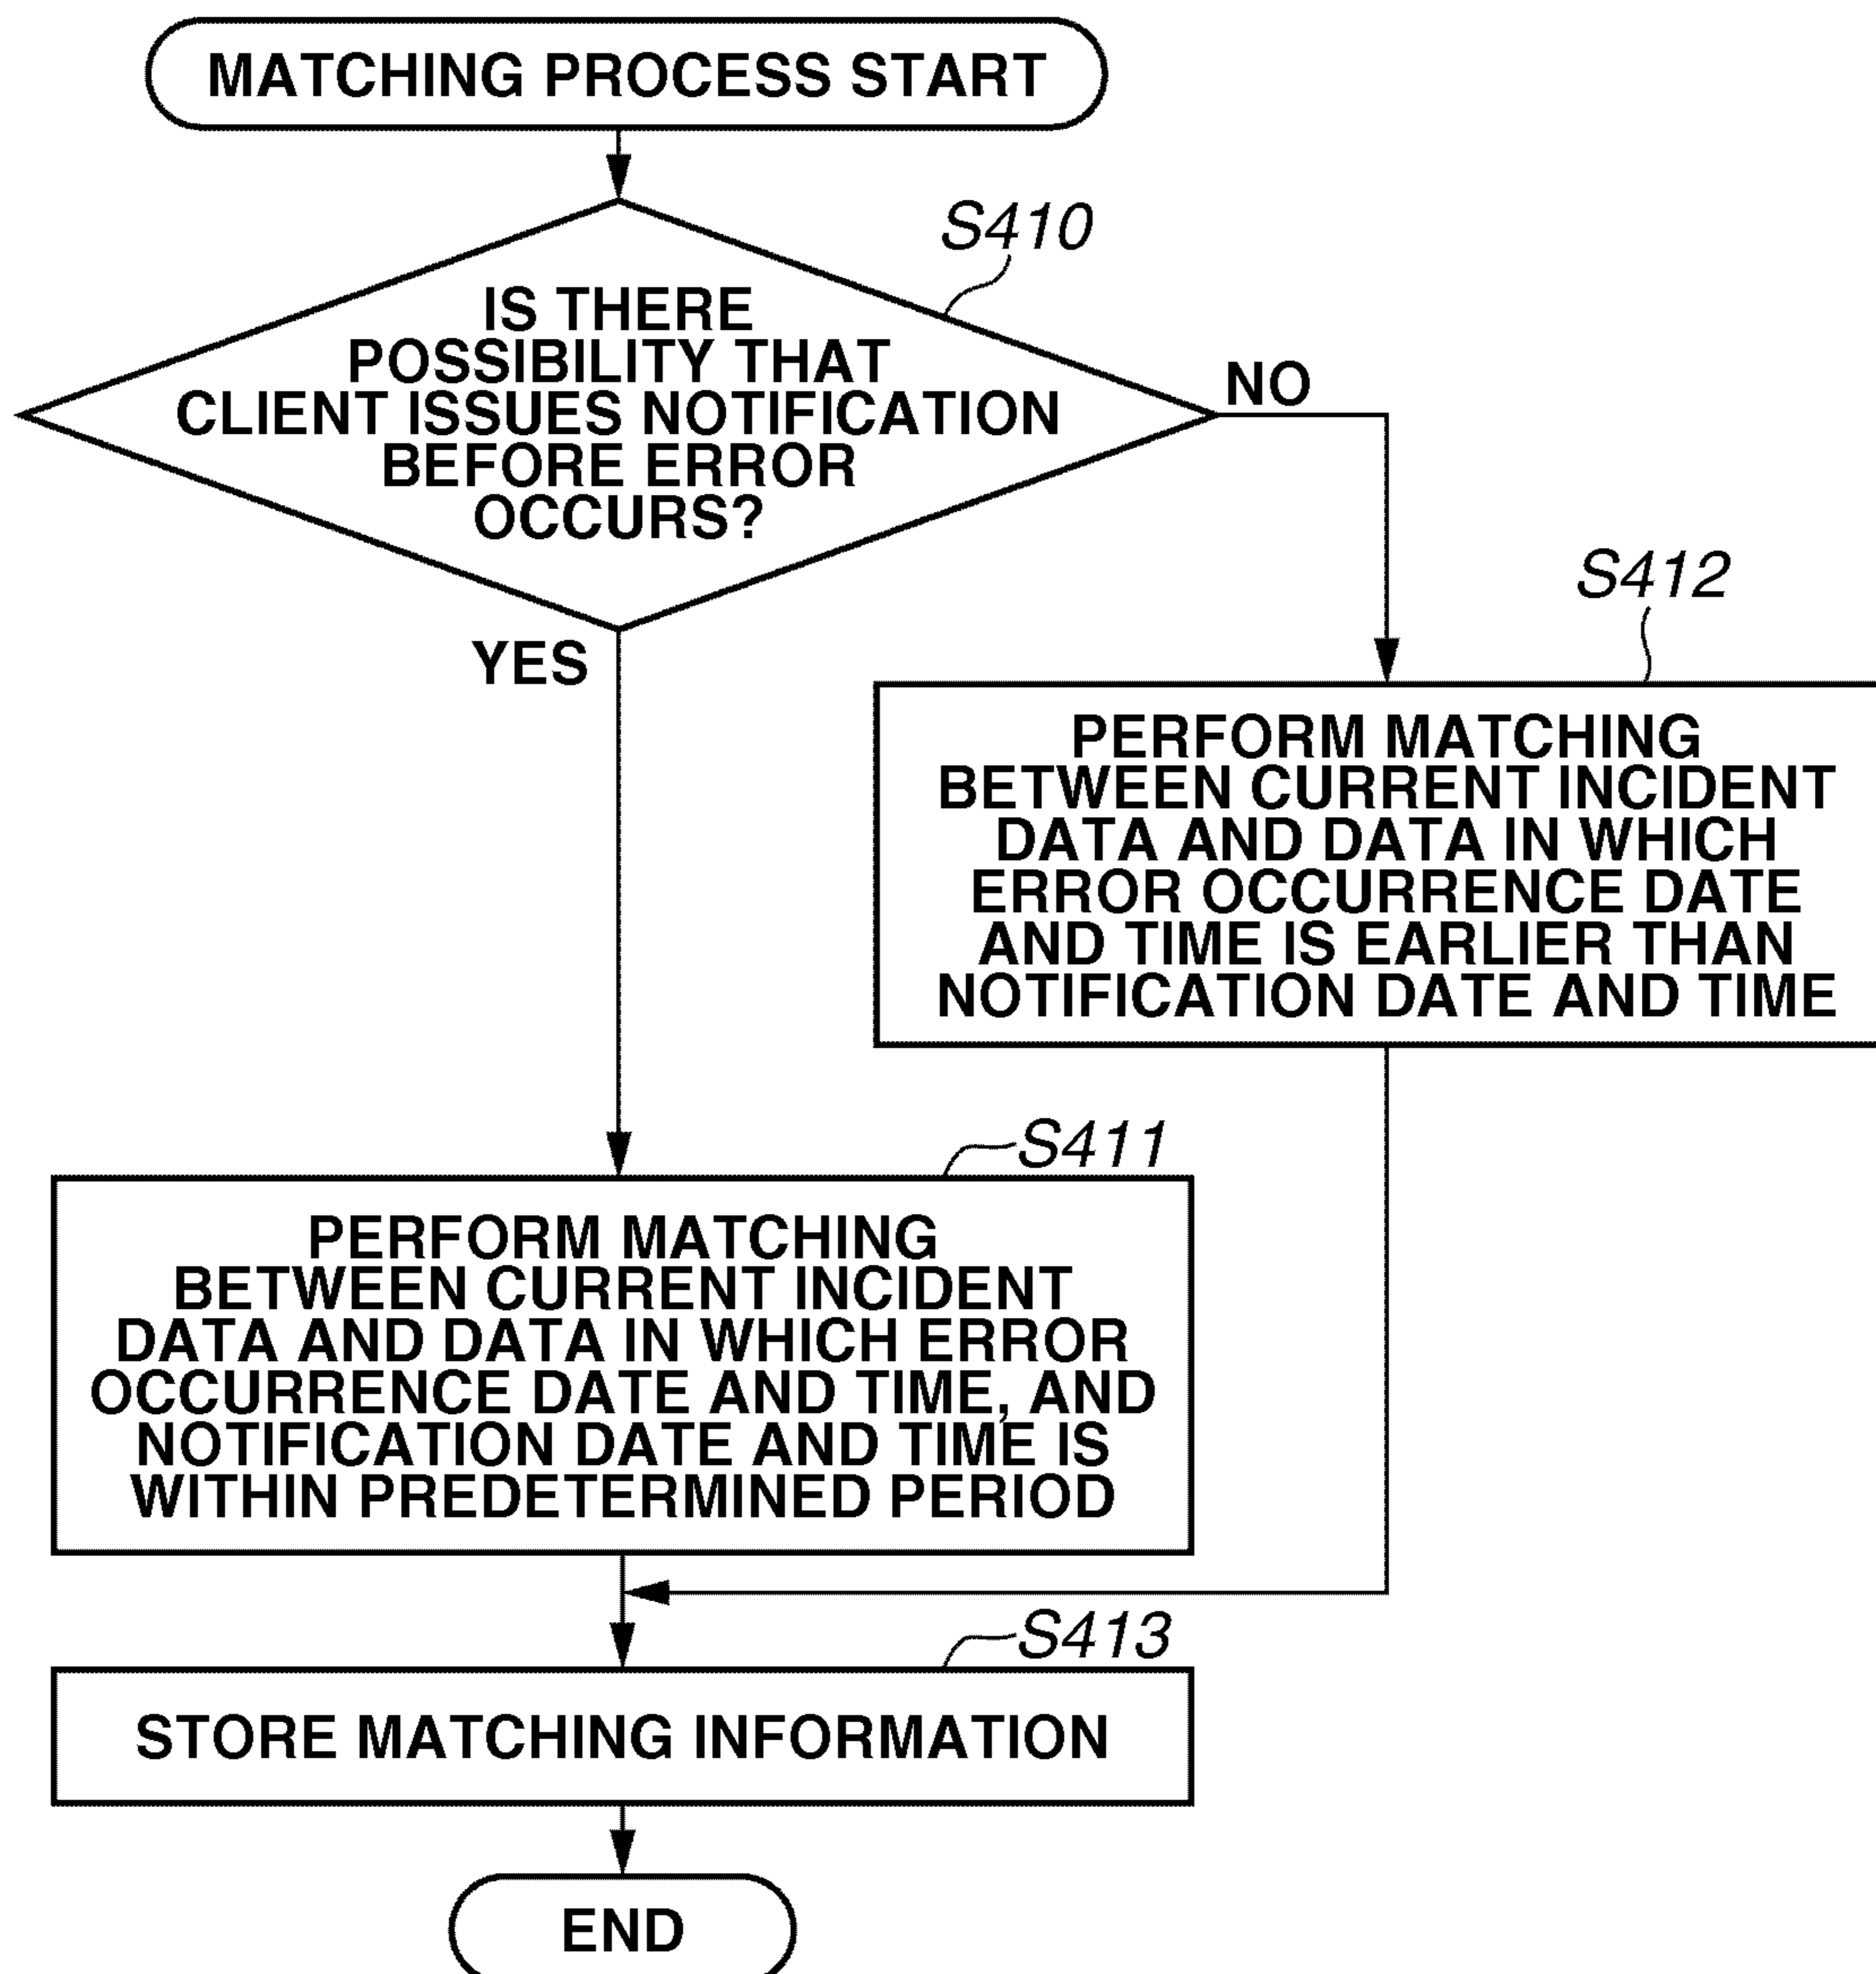 MATCHING PROCESS START
S410
IS THERE
POSSIBILITY THAT
CLIENT ISSUES NOTIFICATION
BEFORE ERROR
OCCURS?
NO
YES
S412
PERFORM MATCHING
BETWEEN CURRENT INCIDENT
DATA AND DATA IN WHICH
ERROR OCCURRENCE DATE
AND TIME IS EARLIER THAN
NOTIFICATION DATE AND TIME
S411
PERFORM MATCHING
BETWEEN CURRENT INCIDENT
DATA AND DATA IN WHICH ERROR
OCCURRENCE DATE AND TIME, AND
NOTIFICATION DATE AND TIME IS
WITHIN PREDETERMINED PERIOD
S413
STORE MATCHING INFORMATION
END